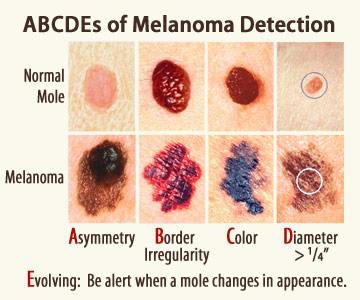 ABCDEs of Melanoma Detection
Normal
Mole
Melanoma
Asymmetry
Border
Irregularity
Color
Diameter
> 1/4"
Evolving: Be alert when a mole changes in appearance.